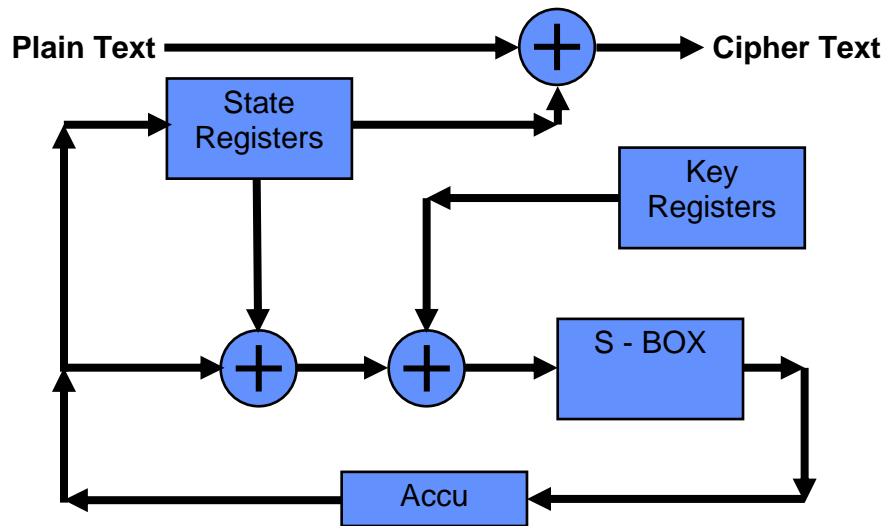 Plain Text
Cipher Text
State
Registers
Key
Registers
S - BOX
Accu